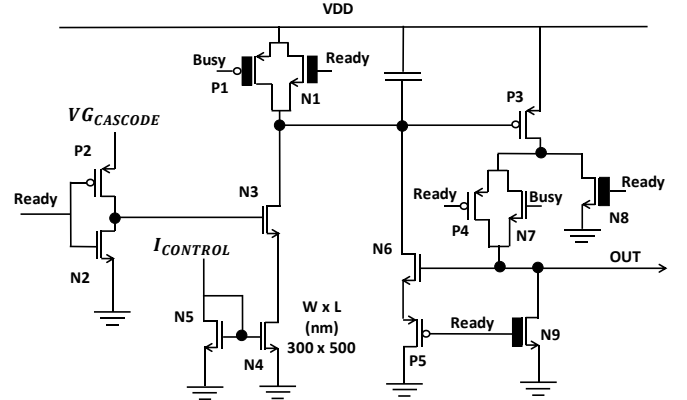 VDD
Busy
Ready
P1
N1
P3
VG_CASCODE
P2
Ready
N3
Ready
Busy
Ready
P4
N7
N8
N2
I_CONTROL
N6
OUT
N5
W x L
(nm)
300 x 500
Ready
N9
N4
P5